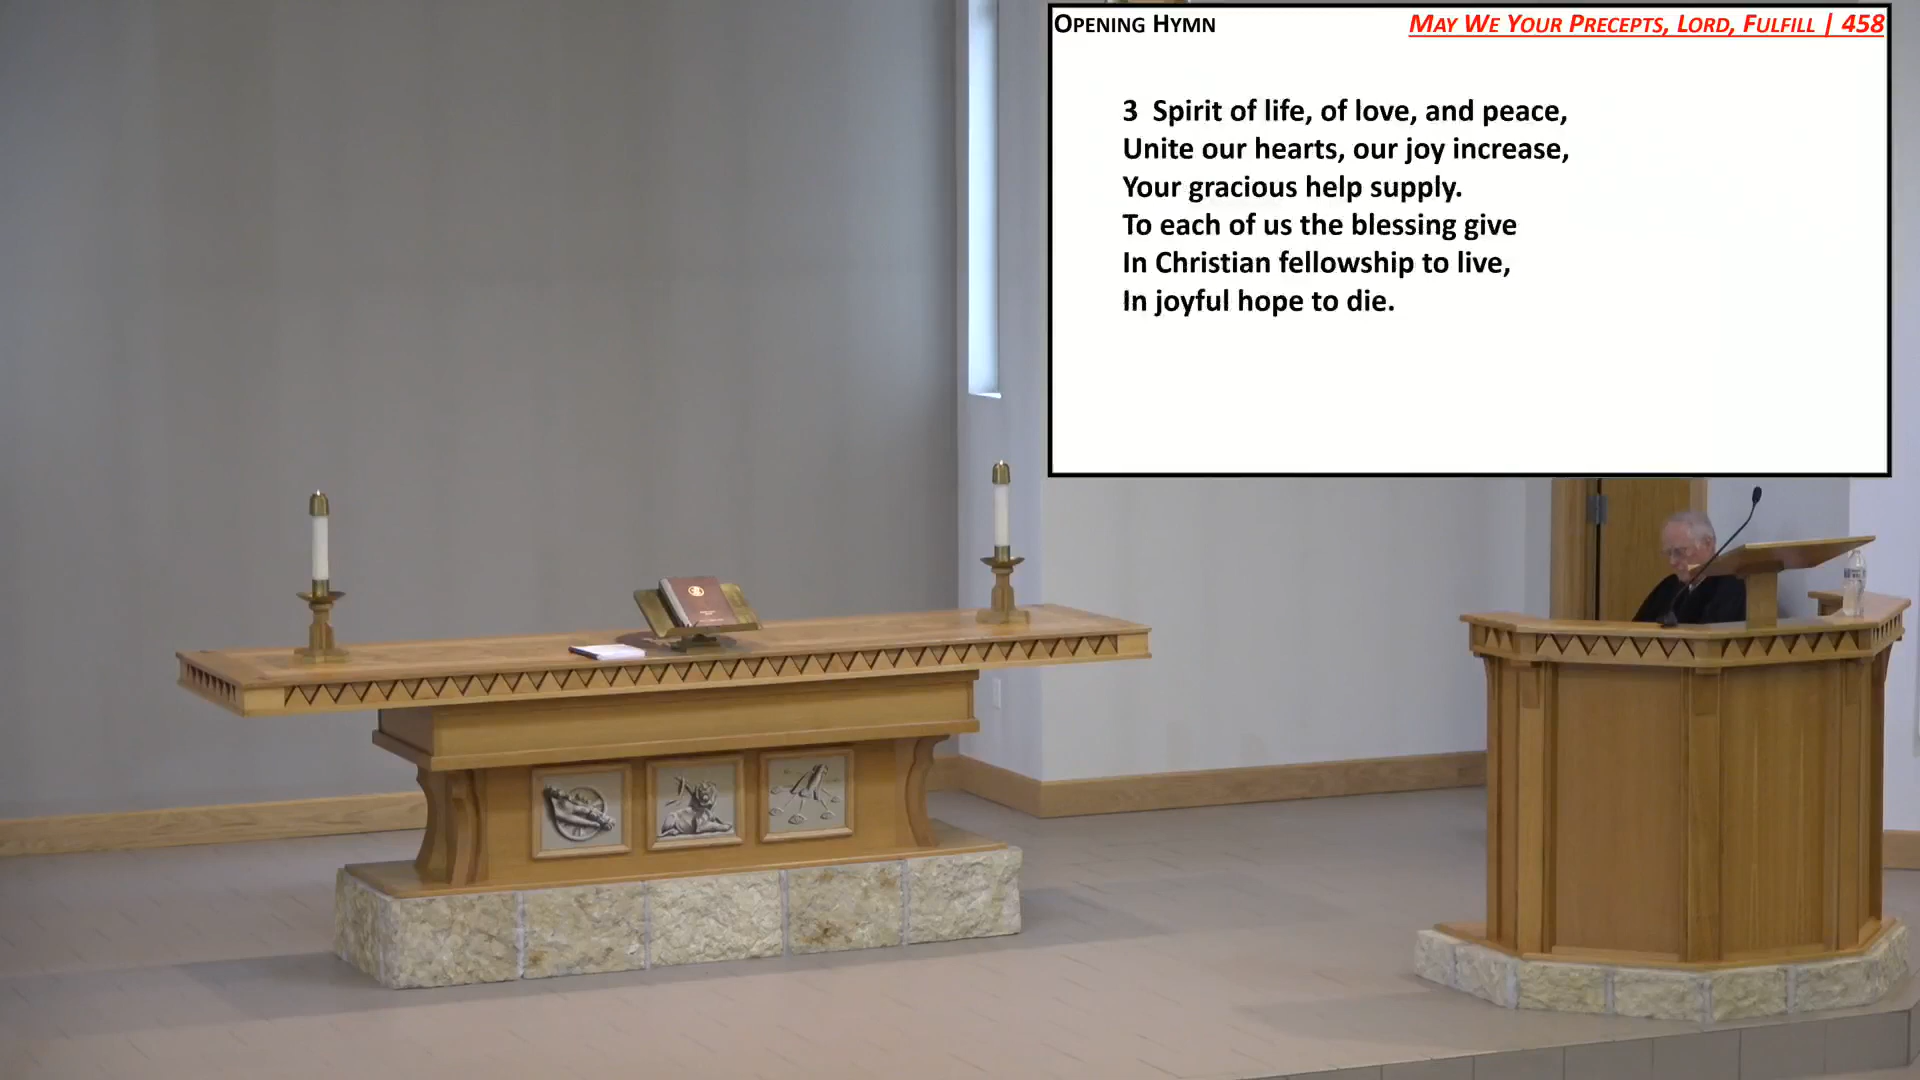 OPENING HYMN
MAY WE YOUR PRECEPTS, LORD, FULFILL | 458
3 Spirit of life, of love, and peace,
Unite our hearts, our joy increase,
Your gracious help supply.
To each of us the blessing give
In Christian fellowship to live,
In joyful hope to die.